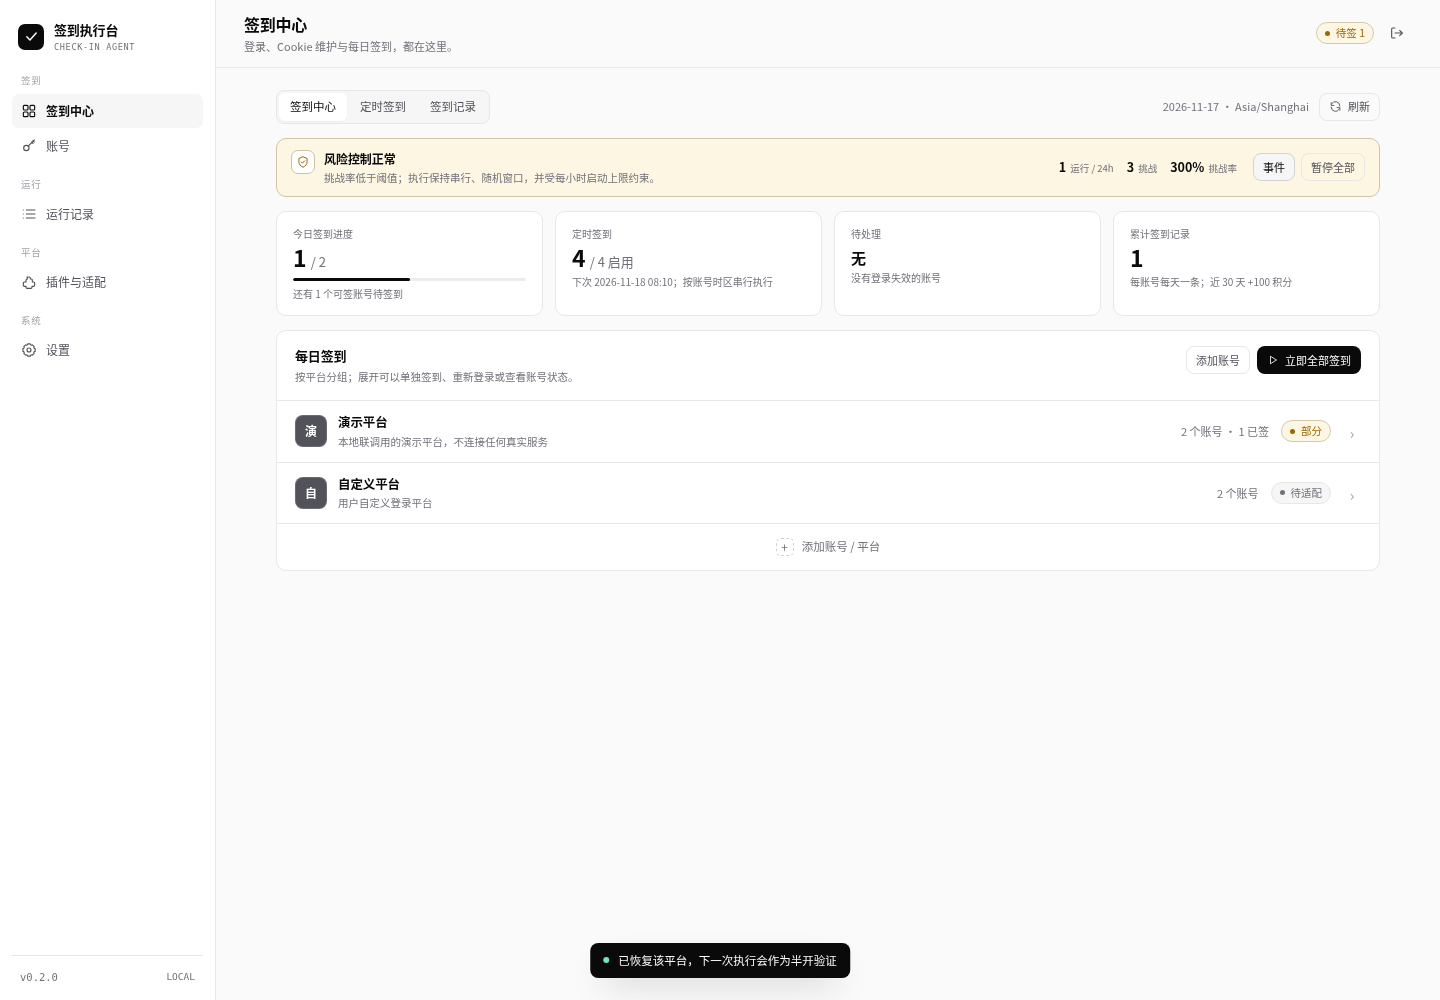 签到执行台
CHECK-IN AGENT
签到
签到中心
账号
运行
运行记录
平台
插件与适配
系统
设置
v0.2.0
LOCAL
签到中心
登录、Cookie 维护与每日签到，都在这里。
待签 1
签到中心
定时签到
签到记录
2026-11-17 · Asia/Shanghai
刷新
风险控制正常
挑战率低于阈值；执行保持串行、随机窗口，并受每小时启动上限约束。
1 运行 / 24h
3 挑战
300% 挑战率
事件
暂停全部
今日签到进度
1 / 2
还有 1 个可签账号待签到
定时签到
4 / 4 启用
下次 2026-11-18 08:10；按账号时区串行执行
待处理
无
没有登录失效的账号
累计签到记录
1
每账号每天一条；近 30 天 +100 积分
每日签到
按平台分组；展开可以单独签到、重新登录或查看账号状态。
添加账号
立即全部签到
演
演示平台
本地联调用的演示平台，不连接任何真实服务
2 个账号 · 1 已签
部分
自
自定义平台
用户自定义登录平台
2 个账号
待适配
+ 添加账号 / 平台
已恢复该平台，下一次执行会作为半开验证